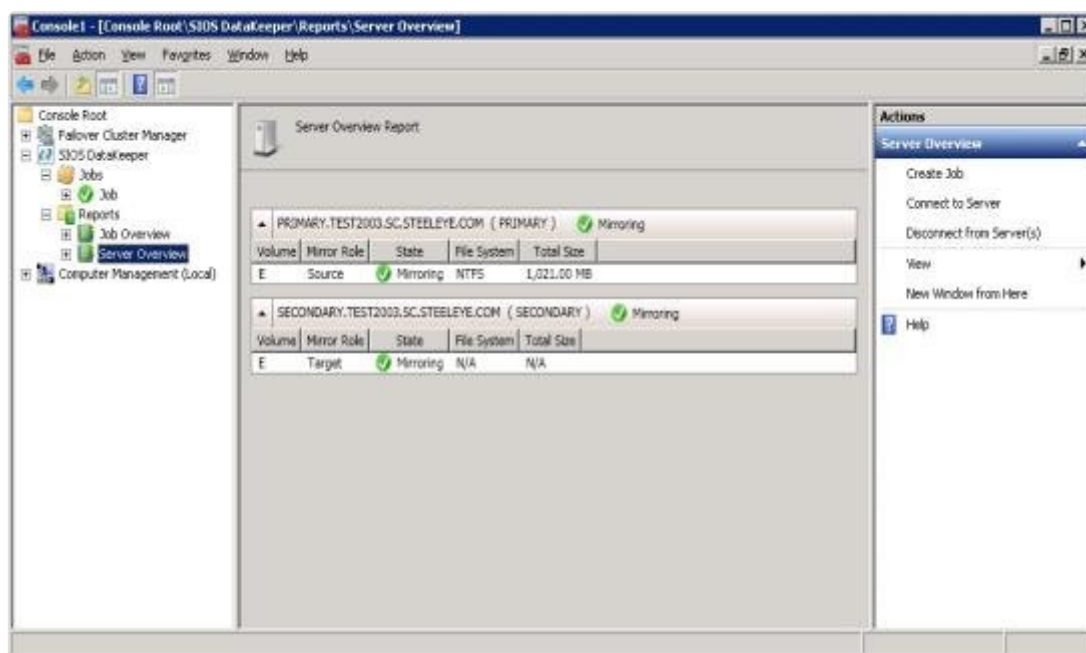 Console1 - [Console Root\SIOS DataKeeper\Reports\Server Overview]
File Action View Favorites Window Help
Console Root
Failover Cluster Manager
SIOS DataKeeper
Jobs
Job
Reports
Job Overview
Server Overview
Computer Management (Local)
Server Overview Report
PRIMARY.TEST2003.SC.STEELEYE.COM ( PRIMARY ) Mirroring
Volume Mirror Role State File System Total Size
E Source Mirroring NTFS 1,021.00 MB
SECONDARY.TEST2003.SC.STEELEYE.COM ( SECONDARY ) Mirroring
Volume Mirror Role State File System Total Size
E Target Mirroring N/A N/A
Actions
Server Overview
Create Job
Connect to Server
Disconnect from Server(s)
View
New Window from Here
Help